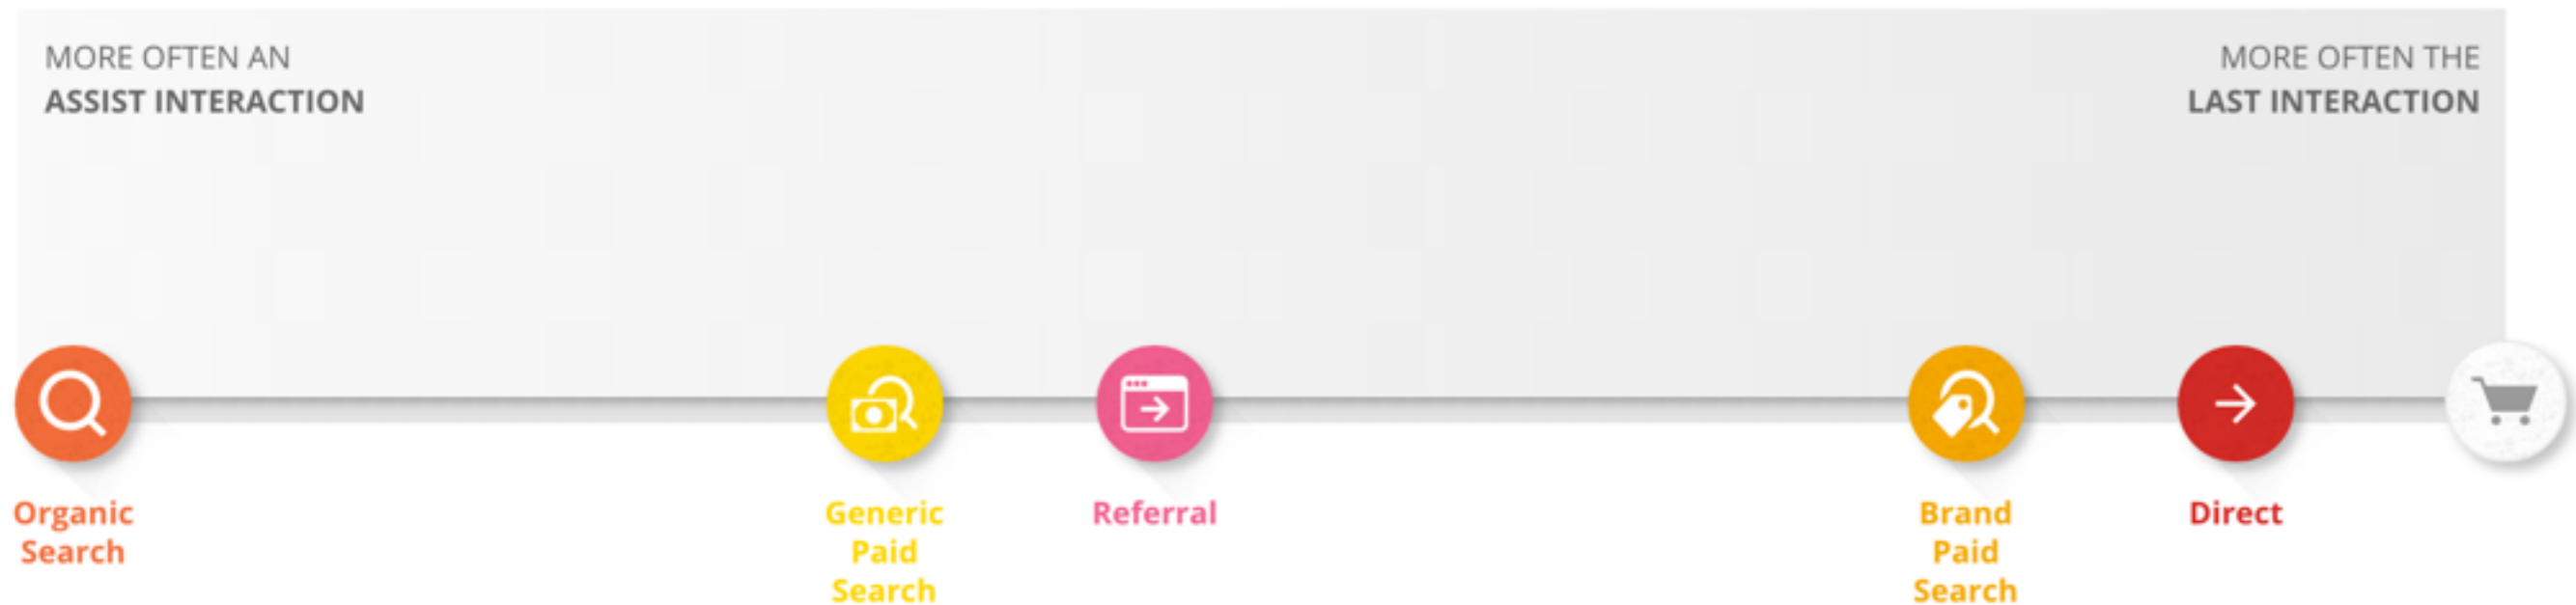 MORE OFTEN AN
ASSIST INTERACTION
MORE OFTEN THE
LAST INTERACTION
Organic
Search
Generic
Paid
Search
Referral
Brand
Paid
Search
Direct